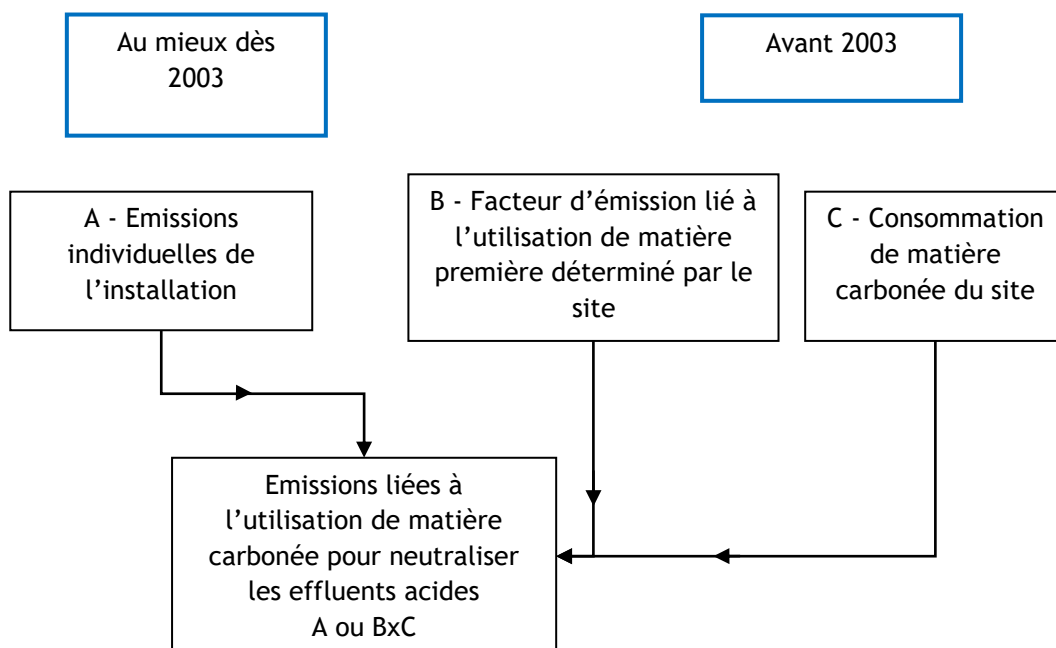 Au mieux dès
2003
Avant 2003
A - Emissions
individuelles de
l’installation
B - Facteur d’émission lié à
l’utilisation de matière
première déterminé par le
site
C - Consommation
de matière
carbonée du site
Emissions liées à
l’utilisation de matière
carbonée pour neutraliser
les effluents acides
A ou BxC